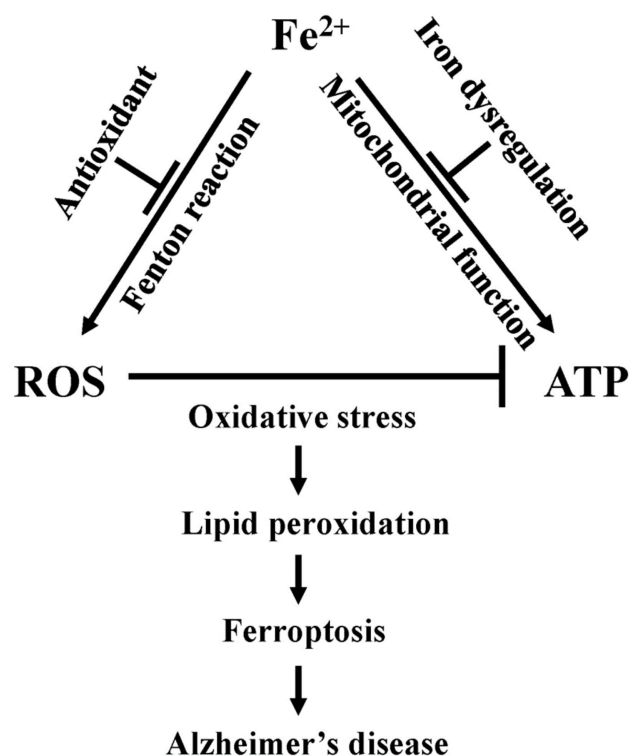 Fe²⁺
Antioxidant
Fenton reaction
Mitochondrial function
Iron dysregulation
ROS
ATP
Oxidative stress
Lipid peroxidation
Ferroptosis
Alzheimer’s disease